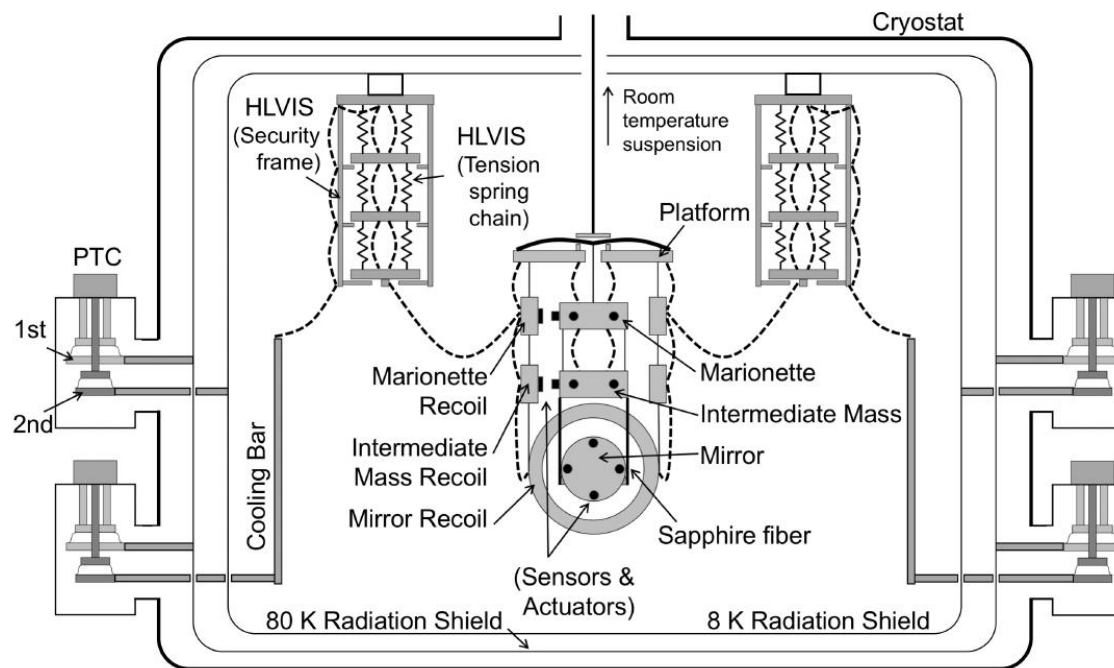 Cryostat
HLVIS
(Security
frame)
HLVIS
(Tension
spring
chain)
Room
temperature
suspension
Platform
PTC
1st
2nd
Marionette
Recoil
Marionette
Intermediate
Mass Recoil
Intermediate Mass
Mirror
Mirror Recoil
Sapphire fiber
Cooling Bar
(Sensors &
Actuators)
80 K Radiation Shield
8 K Radiation Shield